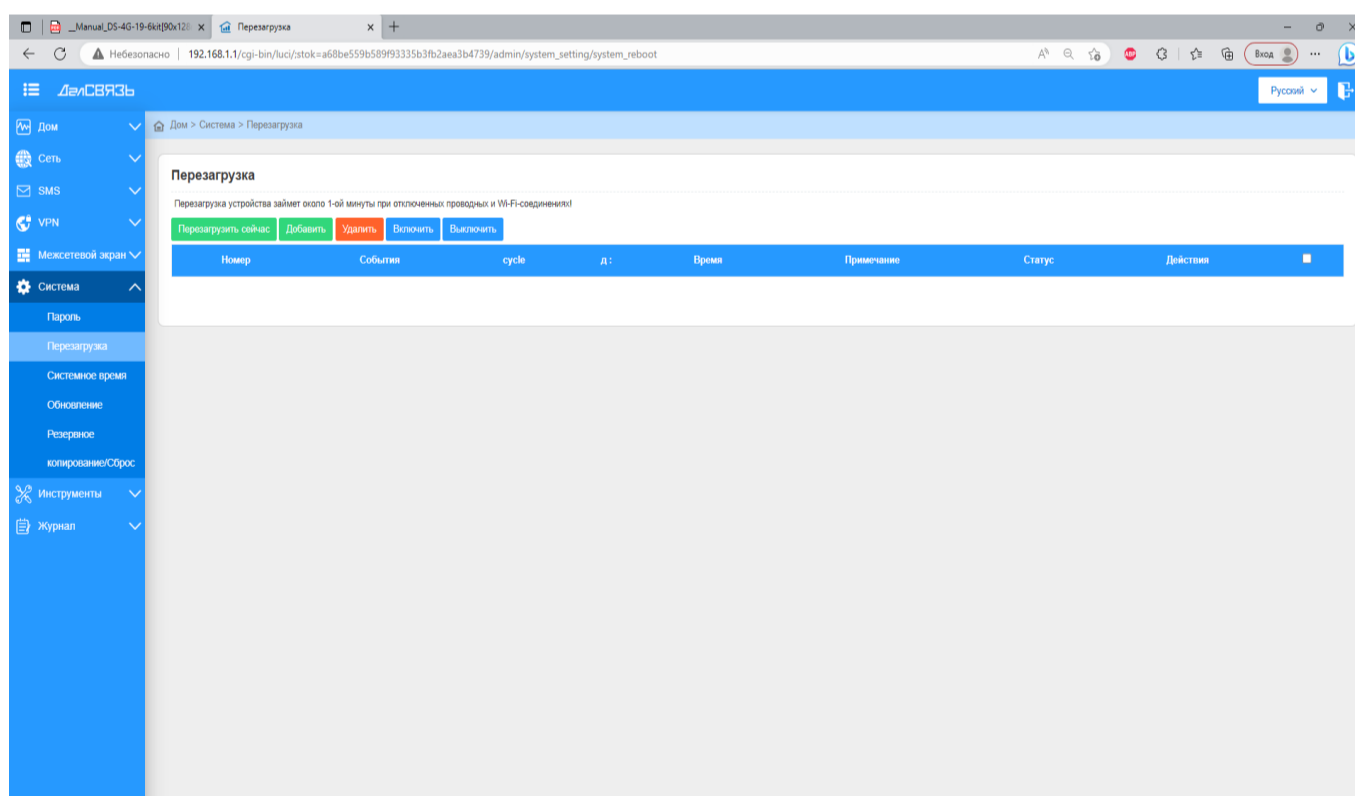 __Manual_DS-4G-19-6kit[90x128
Перезагрузка
Небезопасно
192.168.1.1/cgi-bin/luci/;stok=a68be559b589f93335b3fb2aea3b4739/admin/system_setting/system_reboot
ABP
Вход
ДалСВЯЗЬ
Русский
Дом
Сеть
SMS
VPN
Межсетевой экран
Система
Пароль
Перезагрузка
Системное время
Обновление
Резервное
копирование/Сброс
Инструменты
Журнал
Дом > Система > Перезагрузка
Перезагрузка
Перезагрузка устройства займет около 1-ой минуты при отключенных проводных и Wi-Fi-соединениях!
Перезагрузить сейчас Добавить Удалить Включить Выключить
Номер События cycle д : Время Примечание Статус Действия